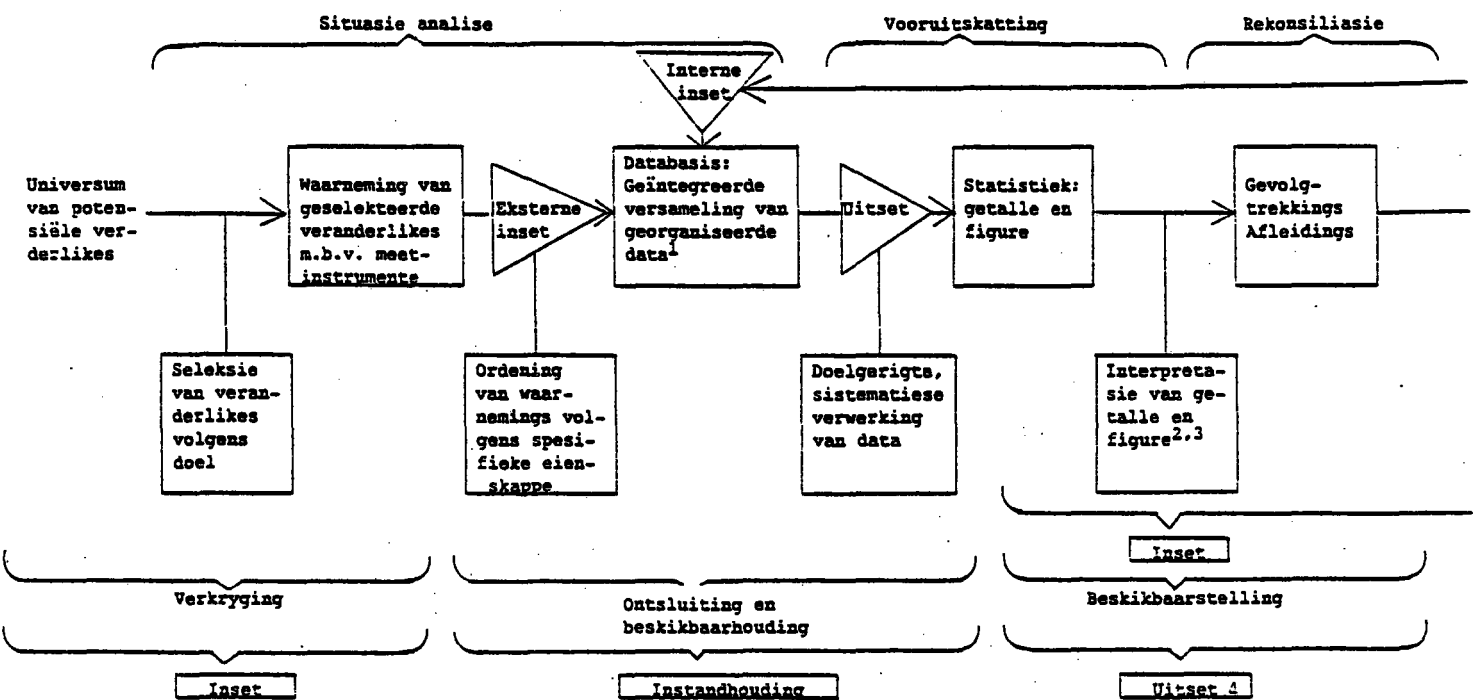 Situasie analise
Vooruitskatting
Rekonsiliasie
Interne
inset
Universum
van poten-
siële ver-
derlikes
Waarneming van
geselekteerde
veranderlikes
m.b.v. meet-
instrumente
Eksterne
inset
Databasis:
Geïntegreerde
versameling van
georganiseerde
data1
Uitset
Statistiek:
getalle en
figure
Gevolg-
trekkings
Afleidings
Seleksie
van veran-
derlikes
volgens
doel
Ordening
van waar-
nemings vol-
gens spesi-
fieke eien-
skappe
Doelgerigte,
sistematiese
verwerking
van data
Interpreta-
sie van ge-
talle en
figure2,3
Inset
Verkryging
Ontsluiting en
beskikbaarhouding
Beskikbaarstelling
Inset
Instandhouding
Uitset 4